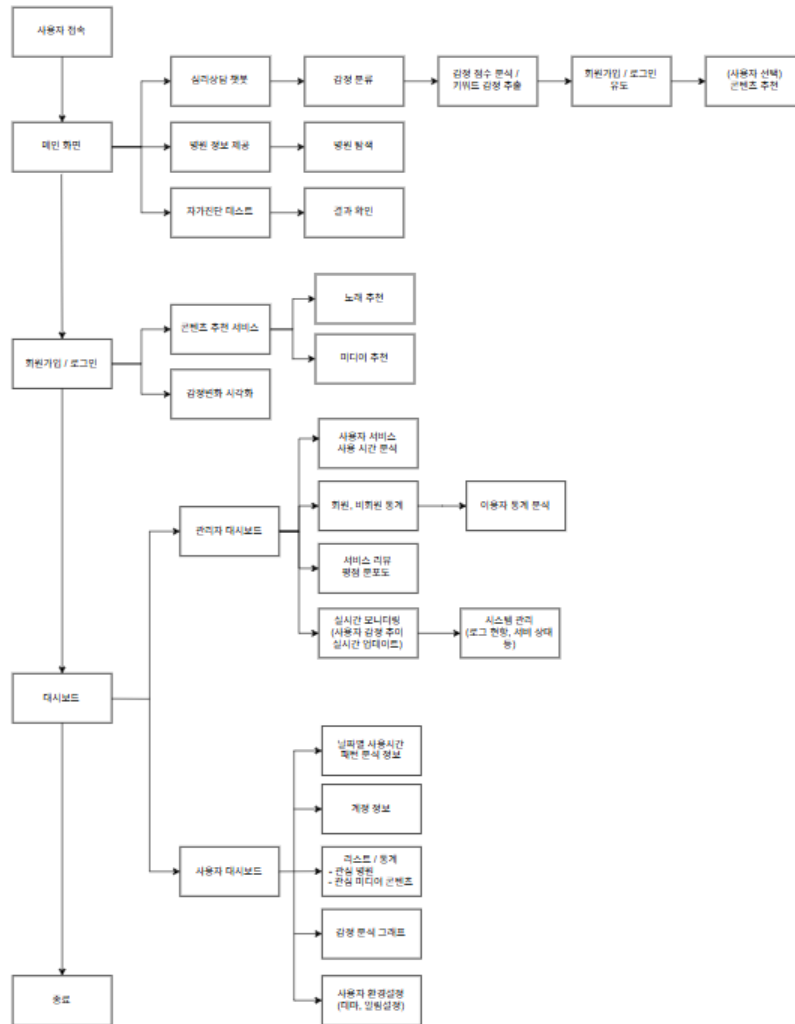 사용자 접속
심리상담 챗봇
감정 분류
감정 점수 분석 /
키워드 감정 추출
회원가입 / 로그인
유도
(사용자 선택)
콘텐츠 추천
메인 화면
병원 정보 제공
병원 탐색
자가진단 테스트
결과 확인
노래 추천
콘텐츠 추천 서비스
미디어 추천
회원가입 / 로그인
감정변화 시각화
사용자 서비스
사용 시간 분석
회원, 비회원 통계
이용자 통계 분석
관리자 대시보드
서비스 리뷰
평점 분포도
실시간 모니터링
(사용자 감정 추이
실시간 업데이트)
시스템 관리
(로그 현황, 서버 상태
등)
대시보드
날짜별 사용시간
패턴 분석 정보
계정 정보
리스트 / 통계
- 관심 병원
- 관심 미디어 콘텐츠
사용자 대시보드
감정 분석 그래프
사용자 환경설정
(테마, 알림설정)
종료